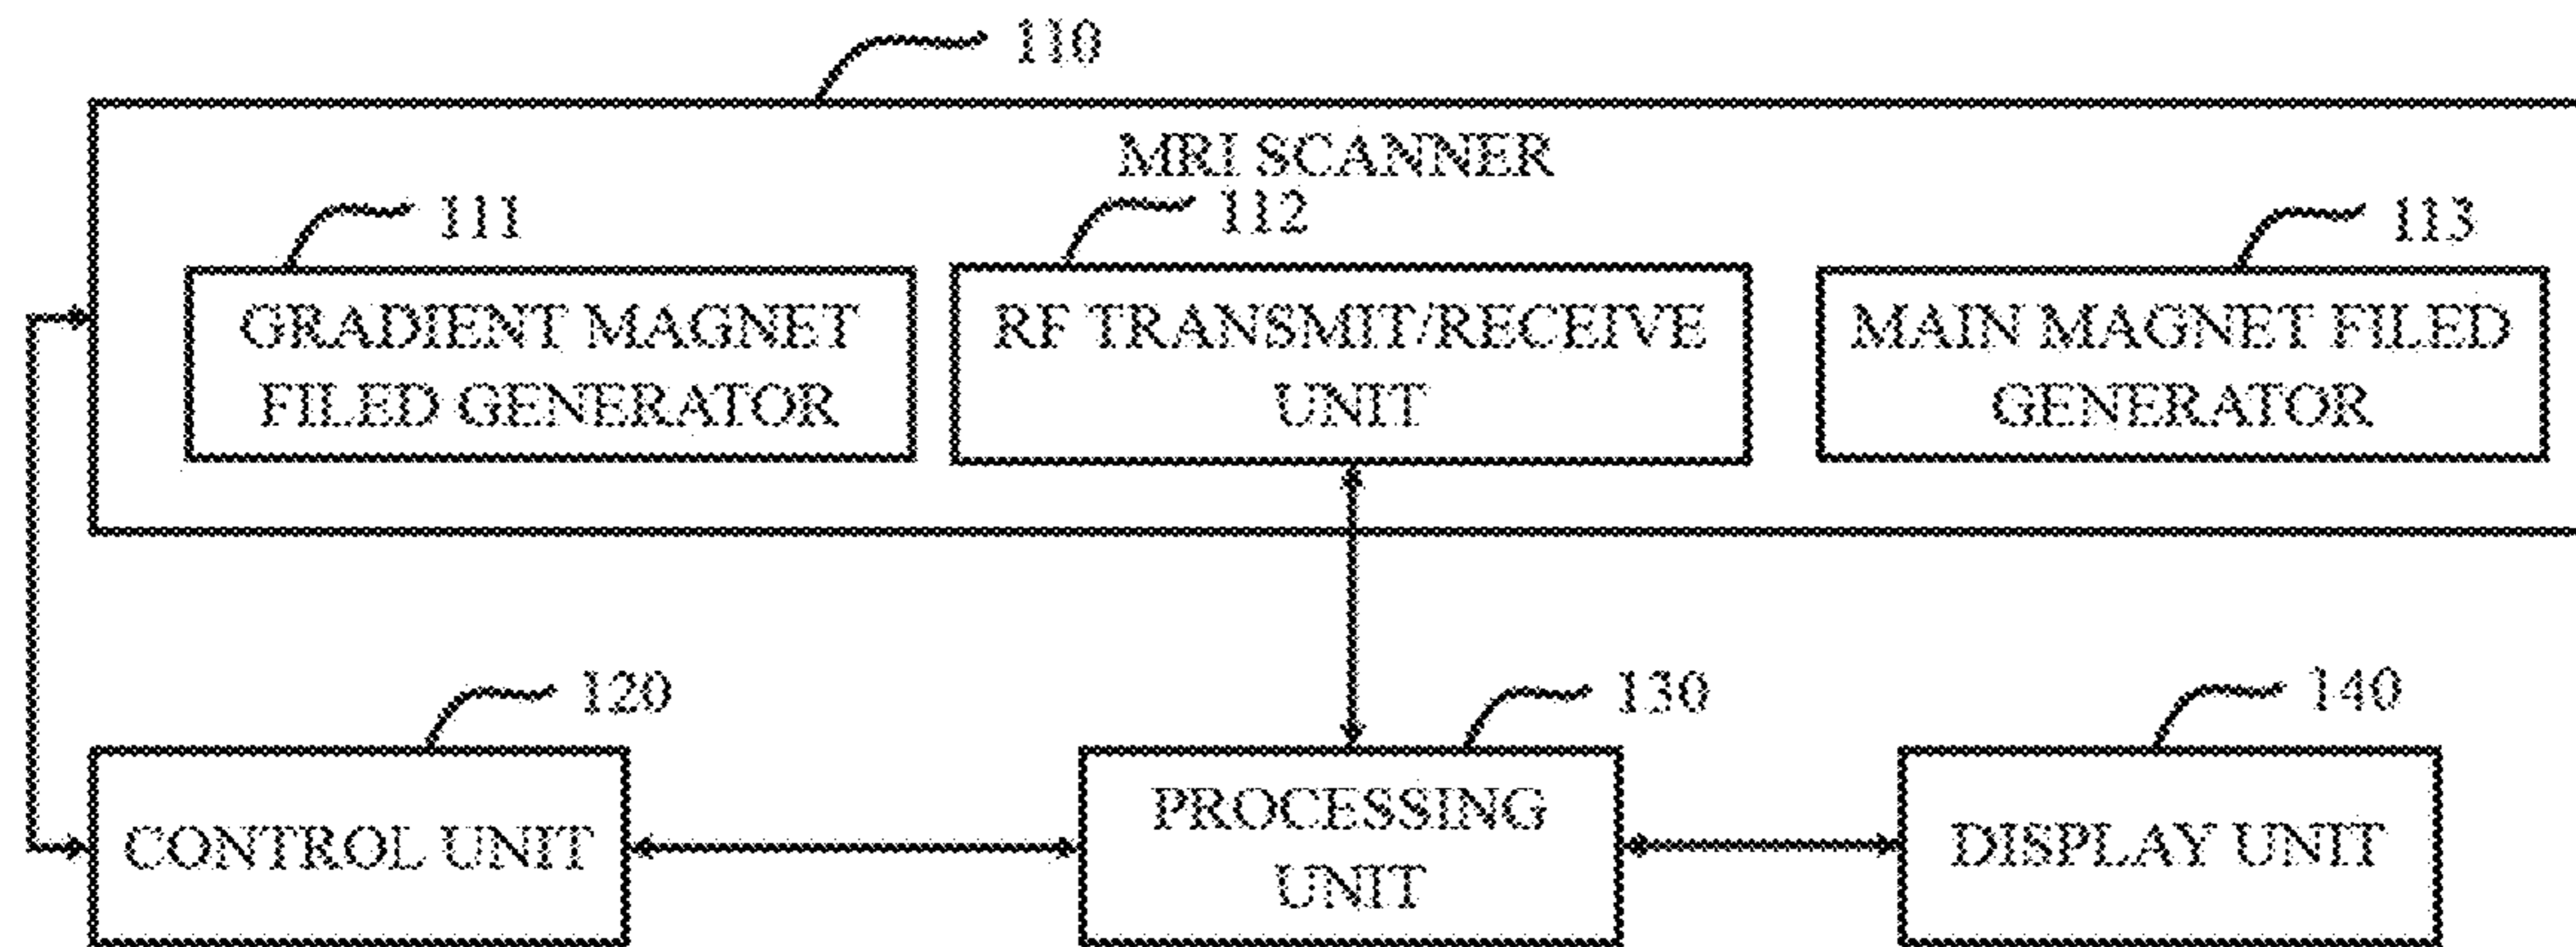 110
MRI SCANNER
111
112
113
GRADIENT MAGNET
FILED GENERATOR
RF TRANSMIT/RECEIVE
UNIT
MAIN MAGNET FILED
GENERATOR
120
130
140
CONTROL UNIT
PROCESSING
UNIT
DISPLAY UNIT